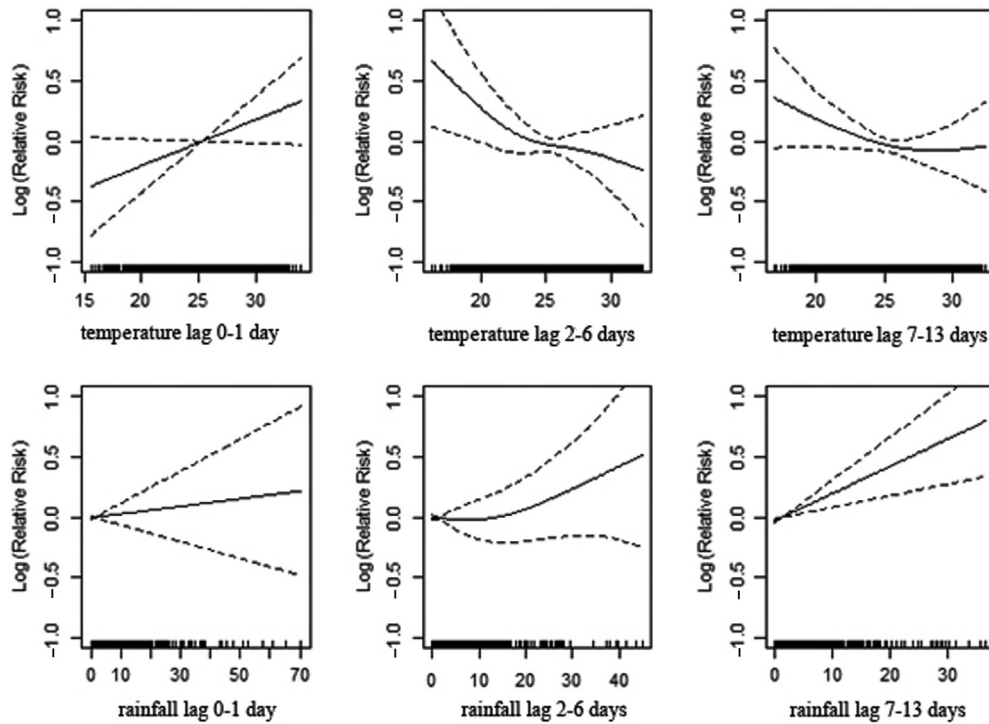 Log (Relative Risk)
1.0
0.5
0.0
−0.5
−1.0
15 20 25 30
temperature lag 0-1 day
Log (Relative Risk)
1.0
0.5
0.0
−0.5
−1.0
20 25 30
temperature lag 2-6 days
Log (Relative Risk)
1.0
0.5
0.0
−0.5
−1.0
20 25 30
temperature lag 7-13 days
Log (Relative Risk)
1.0
0.5
0.0
−0.5
−1.0
0 10 30 50 70
rainfall lag 0-1 day
Log (Relative Risk)
1.0
0.5
0.0
−0.5
−1.0
0 10 20 30 40
rainfall lag 2-6 days
Log (Relative Risk)
1.0
0.5
0.0
−0.5
−1.0
0 10 20 30
rainfall lag 7-13 days